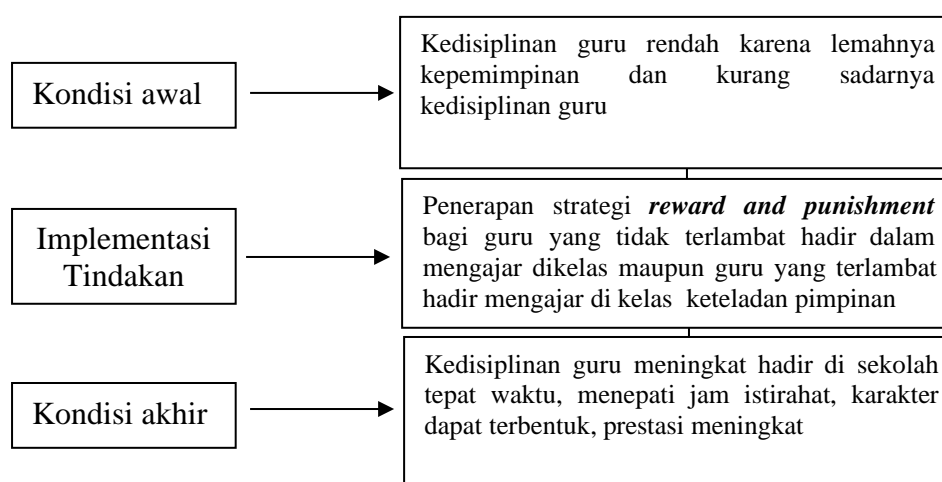 Kondisi awal
Kedisiplinan guru rendah karena lemahnya
kepemimpinan dan kurang sadarnya
kedisiplinan guru
Implementasi
Tindakan
Penerapan strategi reward and punishment
bagi guru yang tidak terlambat hadir dalam
mengajar dikelas maupun guru yang terlambat
hadir mengajar di kelas keteladan pimpinan
Kondisi akhir
Kedisiplinan guru meningkat hadir di sekolah
tepat waktu, menepati jam istirahat, karakter
dapat terbentuk, prestasi meningkat